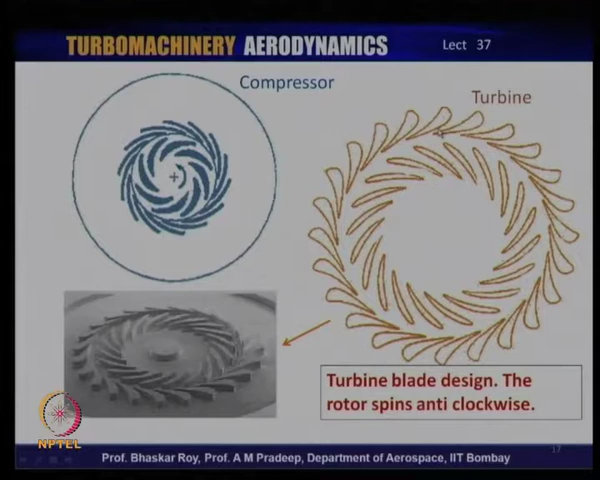 TURBOMACHINERY AERODYNAMICS
Lect 37
Compressor
Turbine
Turbine blade design. The
rotor spins anti clockwise.
NPTEL
Prof. Bhaskar Roy, Prof. A M Pradeep, Department of Aerospace, IIT Bombay
17